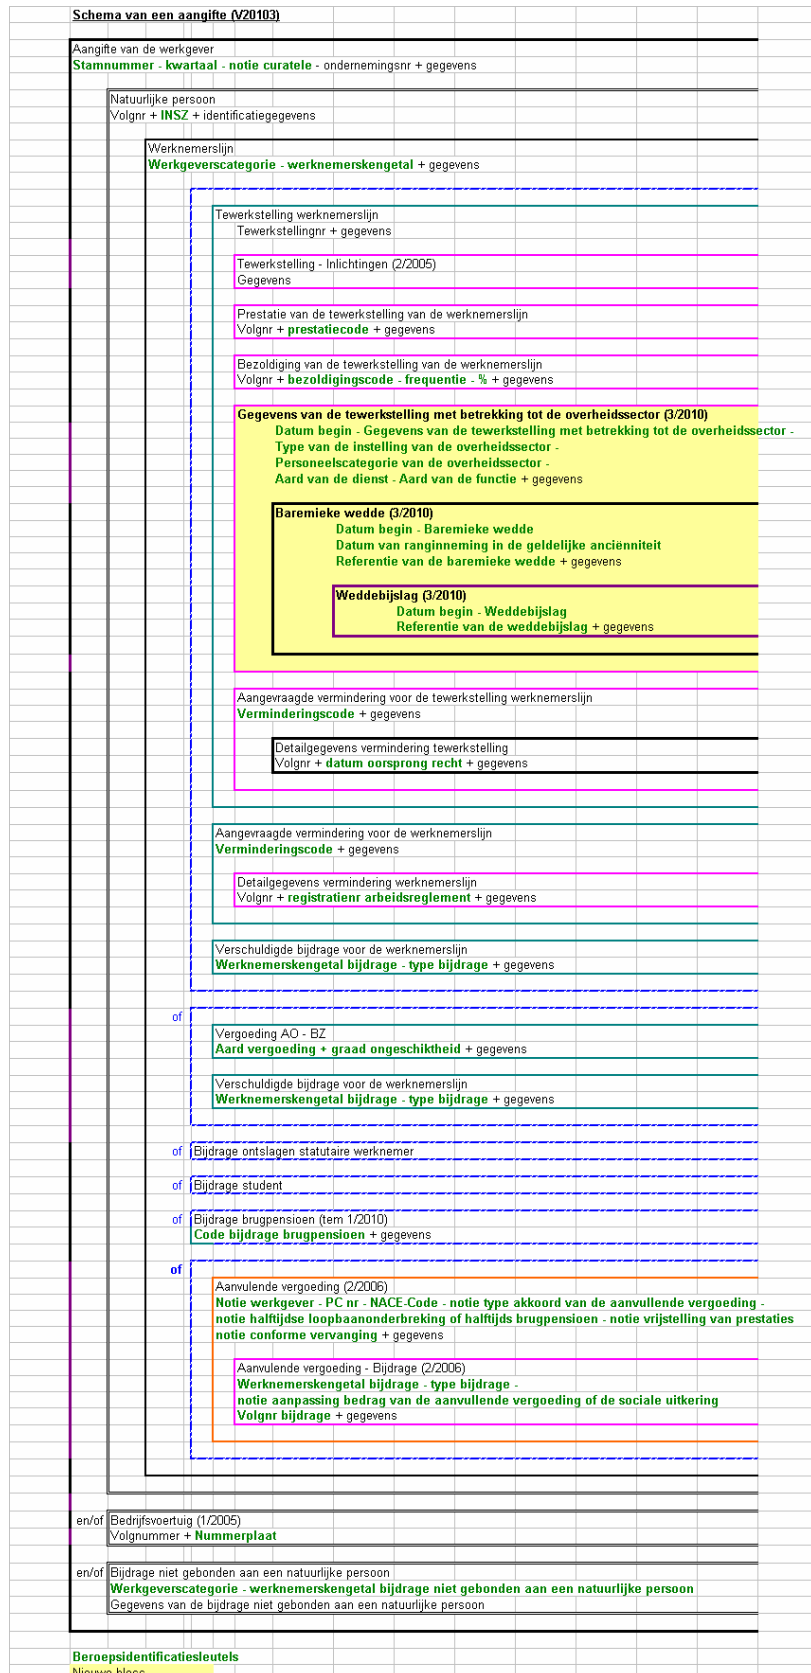 Schema van een aangifte (V20103)
Aangifte van de werkgever
Stamnummer - kwartaal - notie curatele - ondernemingsnr + gegevens
Natuurlijke persoon
Volgnr + INSZ + identificatiegegevens
Werknemerslijn
Werkgeverscategorie - werknemerskengetal + gegevens
Tewerkstelling werknemerslijn
Tewerkstellingnr + gegevens
Tewerkstelling - Inlichtingen (2/2005)
Gegevens
Prestatie van de tewerkstelling van de werknemerslijn
Volgnr + prestatiecode + gegevens
Bezoldiging van de tewerkstelling van de werknemerslijn
Volgnr + bezoldigingscode - frequentie - % + gegevens
Gegevens van de tewerkstelling met betrekking tot de overheidssector (3/2010)
Datum begin - Gegevens van de tewerkstelling met betrekking tot de overheidssector -
Type van de instelling van de overheidssector -
Personeelscategorie van de overheidssector -
Aard van de dienst - Aard van de functie + gegevens
Baremieke wedde (3/2010)
Datum begin - Baremieke wedde
Datum van ranginneming in de geldelijke anciënniteit
Referentie van de baremieke wedde + gegevens
Weddebijslag (3/2010)
Datum begin - Weddebijslag
Referentie van de weddebijslag + gegevens
Aangevraagde vermindering voor de tewerkstelling werknemerslijn
Verminderingscode + gegevens
Detailgegevens vermindering tewerkstelling
Volgnr + datum oorsprong recht + gegevens
Aangevraagde vermindering voor de werknemerslijn
Verminderingscode + gegevens
Detailgegevens vermindering werknemerslijn
Volgnr + registratienr arbeidsreglement + gegevens
Verschuldigde bijdrage voor de werknemerslijn
Werknemerskengetal bijdrage - type bijdrage + gegevens
of
Vergoeding AO - BZ
Aard vergoeding + graad ongeschiktheid + gegevens
Verschuldigde bijdrage voor de werknemerslijn
Werknemerskengetal bijdrage - type bijdrage + gegevens
of Bijdrage ontslagen statutaire werknemer
of Bijdrage student
of Bijdrage brugpensioen (tem 1/2010)
Code bijdrage brugpensioen + gegevens
of
Aanvulende vergoeding (2/2006)
Notie werkgever - PC nr - NACE-Code - notie type akkoord van de aanvullende vergoeding -
notie halftijdse loopbaanonderbreking of halftijds brugpensioen - notie vrijstelling van prestaties
notie conforme vervanging + gegevens
Aanvulende vergoeding - Bijdrage (2/2006)
Werknemerskengetal bijdrage - type bijdrage -
notie aanpassing bedrag van de aanvullende vergoeding of de sociale uitkering
Volgnr bijdrage + gegevens
en/of Bedrijfsvoertuig (1/2005)
Volgnummer + Nummerplaat
en/of Bijdrage niet gebonden aan een natuurlijke persoon
Werkgeverscategorie - werknemerskengetal bijdrage niet gebonden aan een natuurlijke persoon
Gegevens van de bijdrage niet gebonden aan een natuurlijke persoon
Beroepsidentificatiesleutels